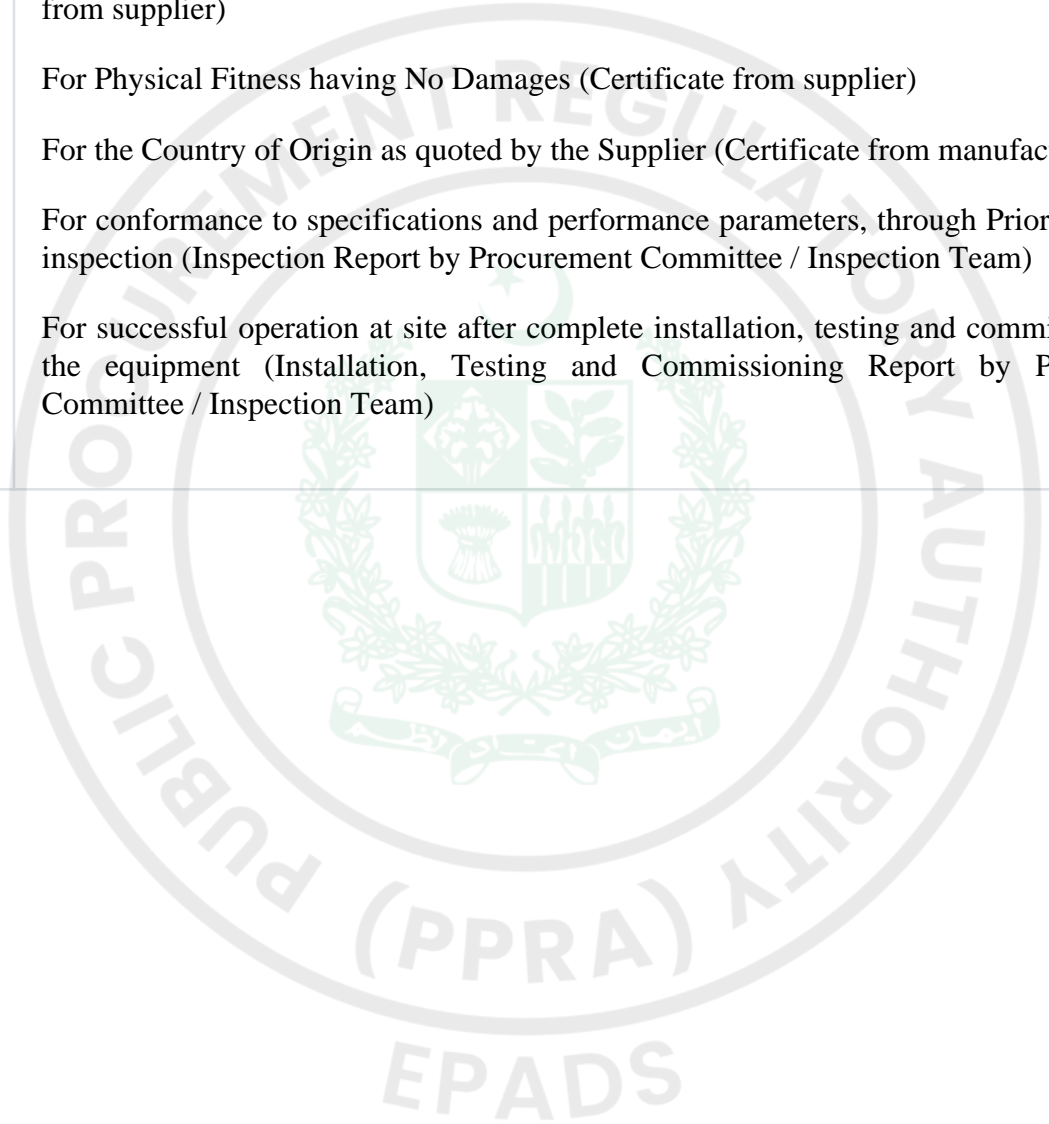 from supplier)
For Physical Fitness having No Damages (Certificate from supplier)
For the Country of Origin as quoted by the Supplier (Certificate from manufac
For conformance to specifications and performance parameters, through Prior
inspection (Inspection Report by Procurement Committee / Inspection Team)
For successful operation at site after complete installation, testing and commi
the equipment (Installation, Testing and Commissioning Report by P
Committee / Inspection Team)
PUBLIC PROCUREMENT REGULATORY AUTHORITY
(PPRA)
EPADS